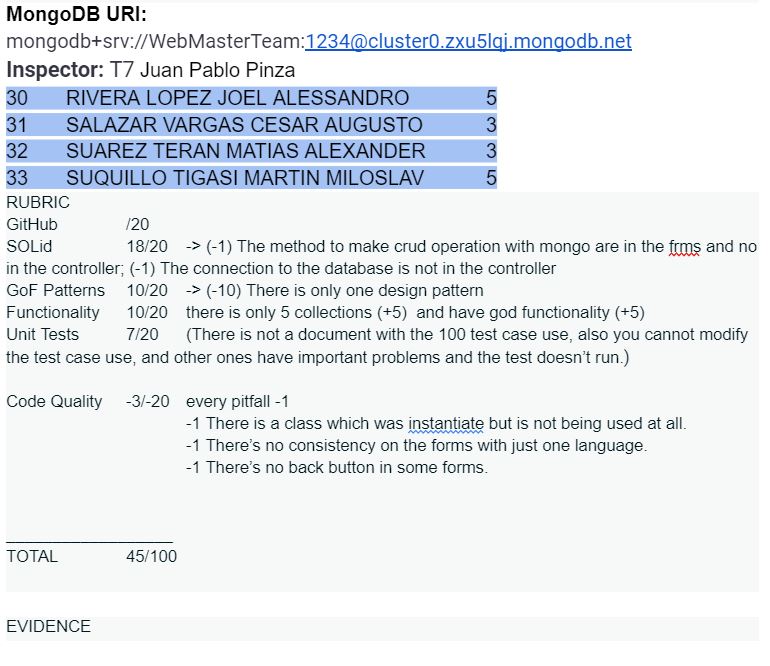 MongoDB URI:
mongodb+srv://WebMasterTeam:1234@cluster0.zxu5lqj.mongodb.net
Inspector: T7 Juan Pablo Pinza
30 RIVERA LOPEZ JOEL ALESSANDRO 5
31 SALAZAR VARGAS CESAR AUGUSTO 3
32 SUAREZ TERAN MATIAS ALEXANDER 3
33 SUQUILLO TIGASI MARTIN MILOSLAV 5
RUBRIC
GitHub /20
SOLid 18/20 -> (-1) The method to make crud operation with mongo are in the frms and no
in the controller; (-1) The connection to the database is not in the controller
GoF Patterns 10/20 -> (-10) There is only one design pattern
Functionality 10/20 there is only 5 collections (+5) and have god functionality (+5)
Unit Tests 7/20 (There is not a document with the 100 test case use, also you cannot modify
the test case use, and other ones have important problems and the test doesn't run.)
Code Quality -3/-20 every pitfall -1
-1 There is a class which was instantiate but is not being used at all.
-1 There's no consistency on the forms with just one language.
-1 There's no back button in some forms.
___________________
TOTAL 45/100
EVIDENCE